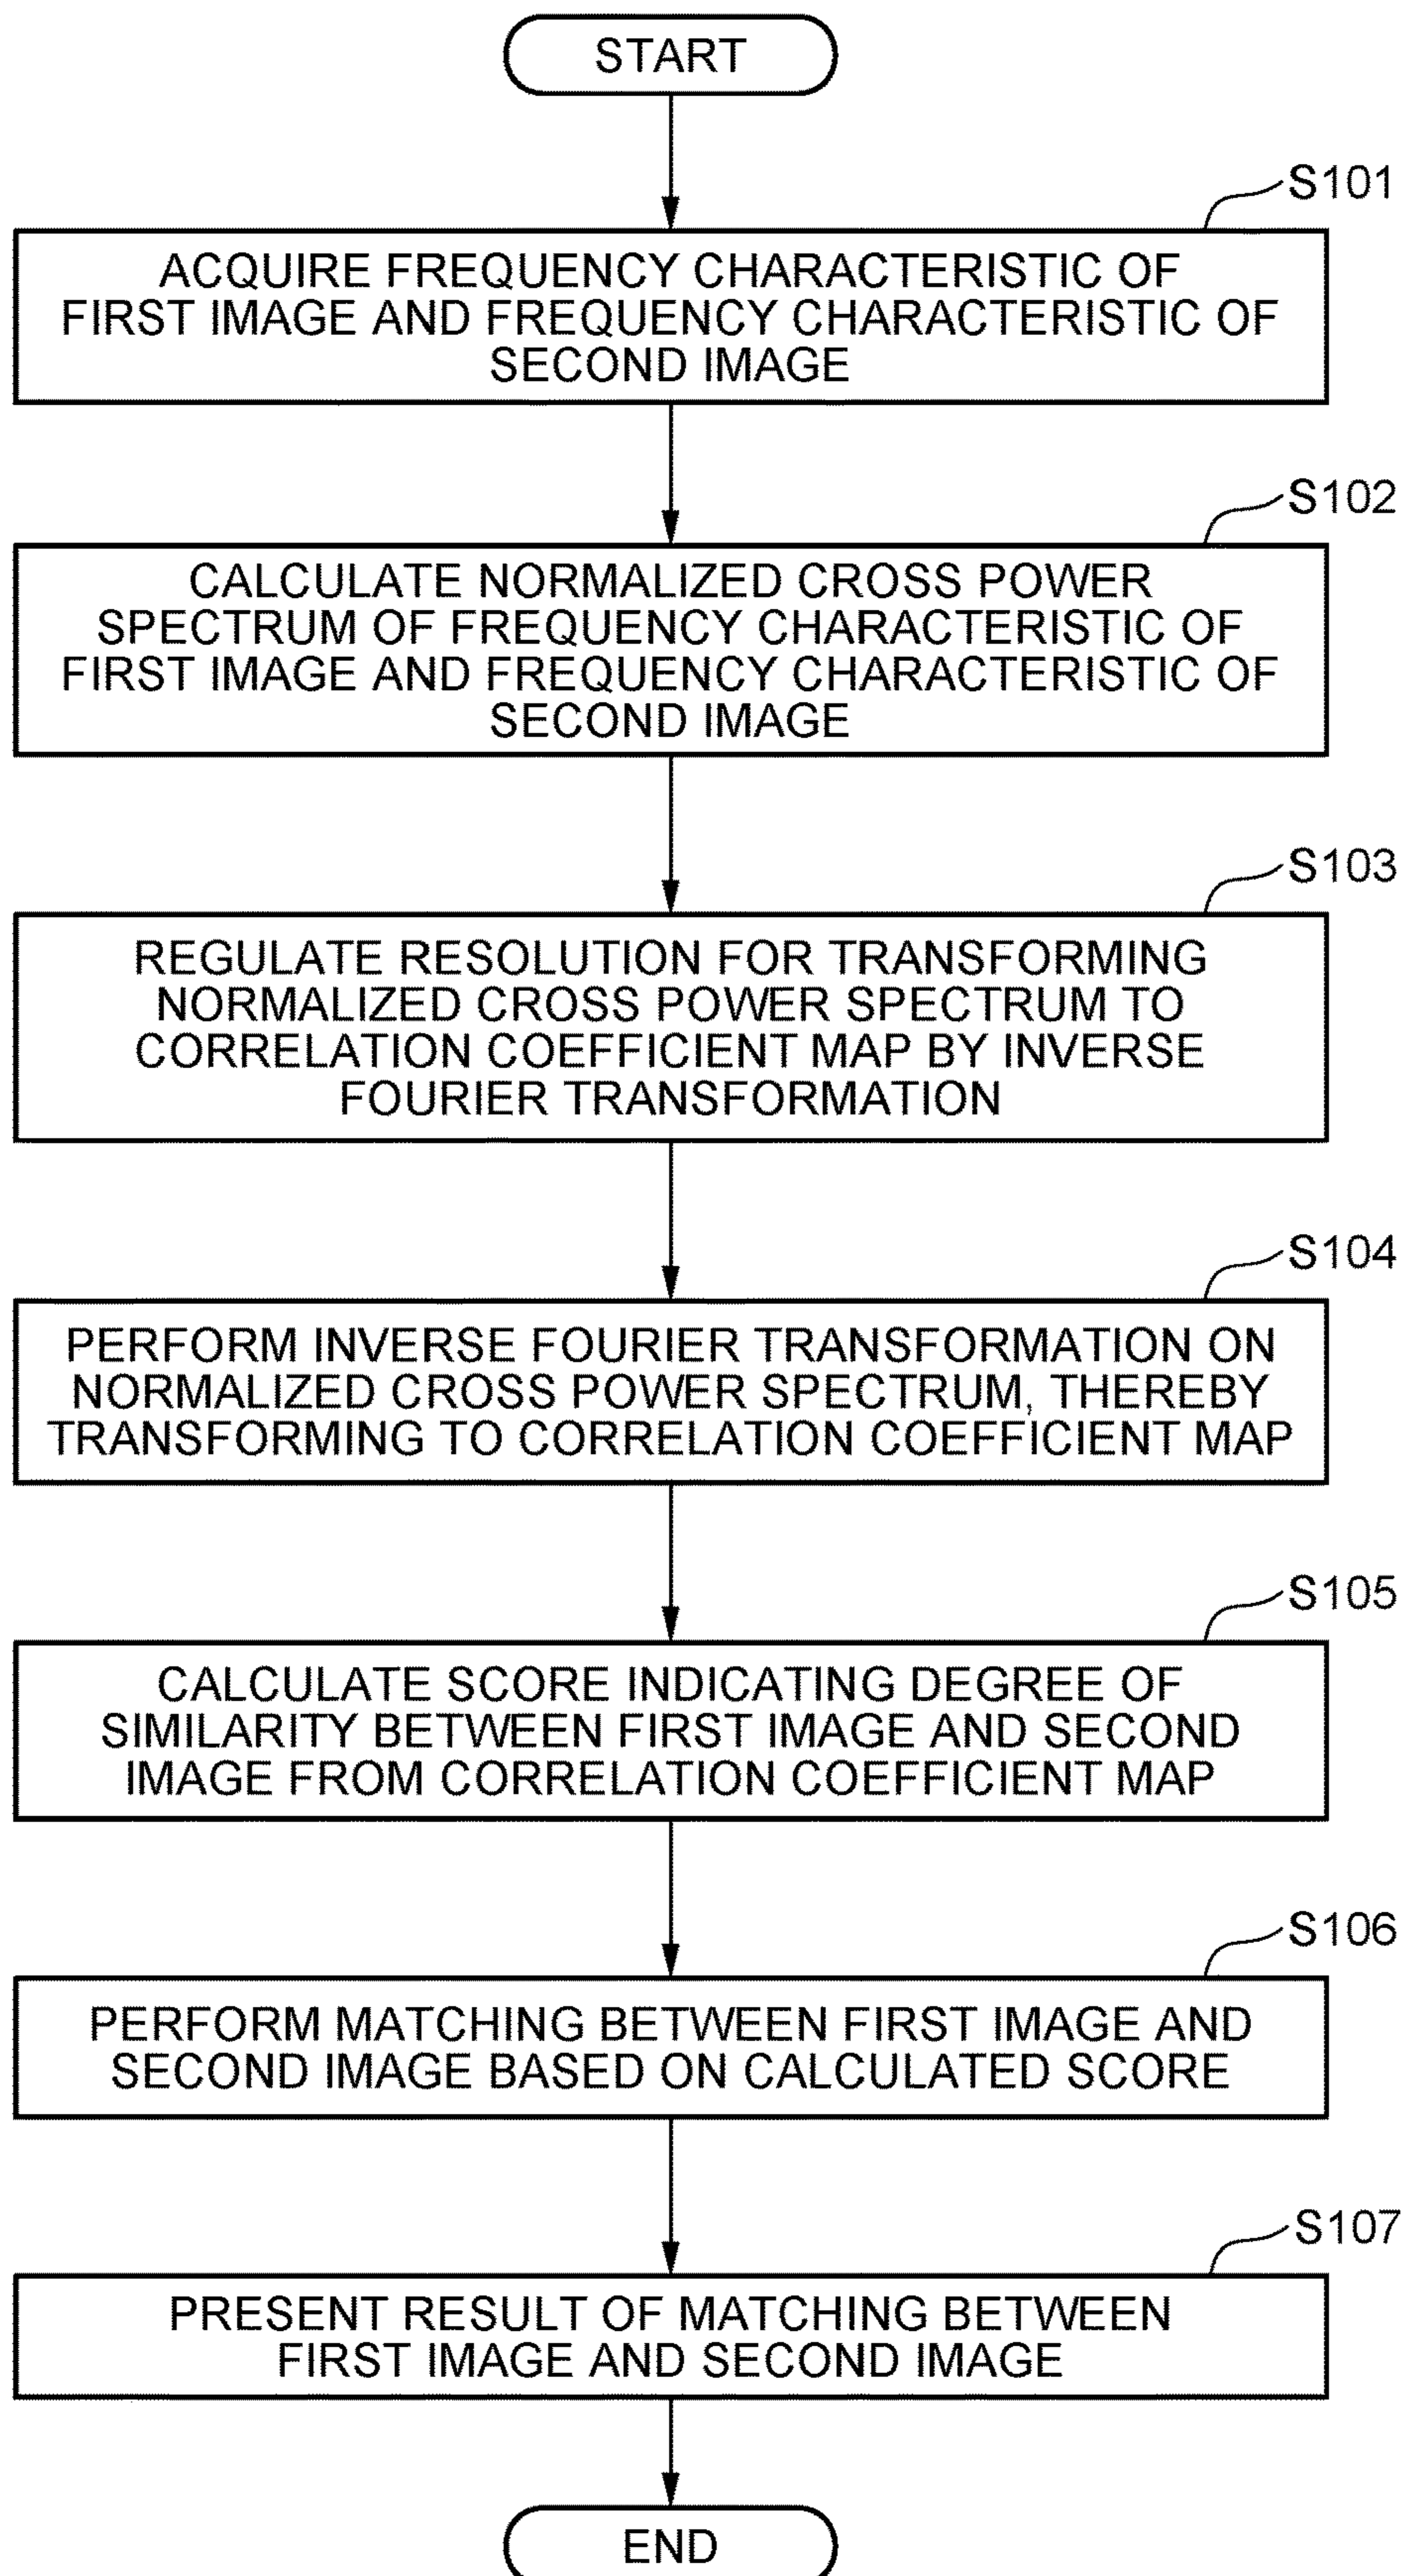 START
S101
ACQUIRE FREQUENCY CHARACTERISTIC OF
FIRST IMAGE AND FREQUENCY CHARACTERISTIC OF
SECOND IMAGE
S102
CALCULATE NORMALIZED CROSS POWER
SPECTRUM OF FREQUENCY CHARACTERISTIC OF
FIRST IMAGE AND FREQUENCY CHARACTERISTIC OF
SECOND IMAGE
S103
REGULATE RESOLUTION FOR TRANSFORMING
NORMALIZED CROSS POWER SPECTRUM TO
CORRELATION COEFFICIENT MAP BY INVERSE
FOURIER TRANSFORMATION
S104
PERFORM INVERSE FOURIER TRANSFORMATION ON
NORMALIZED CROSS POWER SPECTRUM, THEREBY
TRANSFORMING TO CORRELATION COEFFICIENT MAP
S105
CALCULATE SCORE INDICATING DEGREE OF
SIMILARITY BETWEEN FIRST IMAGE AND SECOND
IMAGE FROM CORRELATION COEFFICIENT MAP
S106
PERFORM MATCHING BETWEEN FIRST IMAGE AND
SECOND IMAGE BASED ON CALCULATED SCORE
S107
PRESENT RESULT OF MATCHING BETWEEN
FIRST IMAGE AND SECOND IMAGE
END